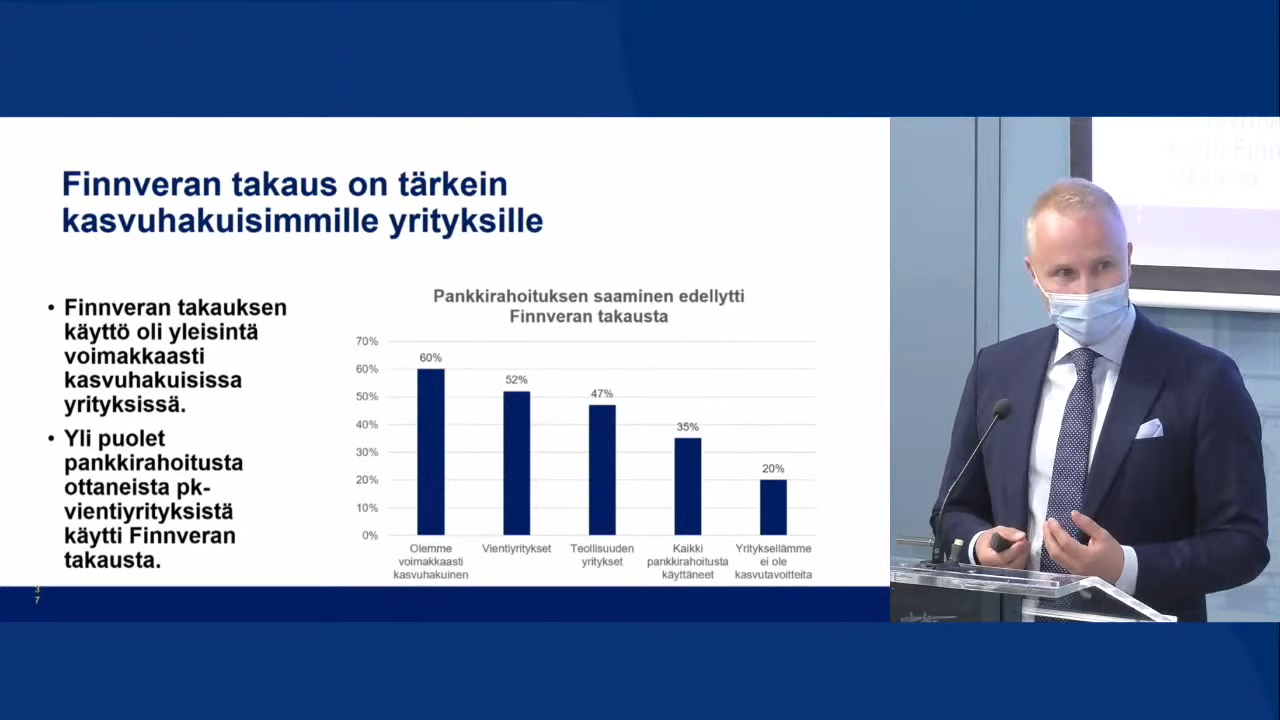 Finnveran takaus on tärkein
kasvuhakuisimmille yrityksille
• Finnveran takauksen
käyttö oli yleisintä
voimakkaasti
kasvuhakuisissa
yrityksissä.
• Yli puolet
pankkirahoitusta
ottaneista pk-
vientiyrityksistä
käytti Finnveran
takausta.
Pankkirahoituksen saaminen edellytti
Finnveran takausta
70%
60%
50%
40%
30%
20%
10%
0%
60%
52%
47%
35%
20%
Olemme
voimakkaasti
kasvuhakuinen
Vientiyritykset
Teollisuuden
yritykset
Kaikki
pankkirahoitusta
käyttäneet
Yrityksellämme
ei ole
kasvutavoitteita
3
7